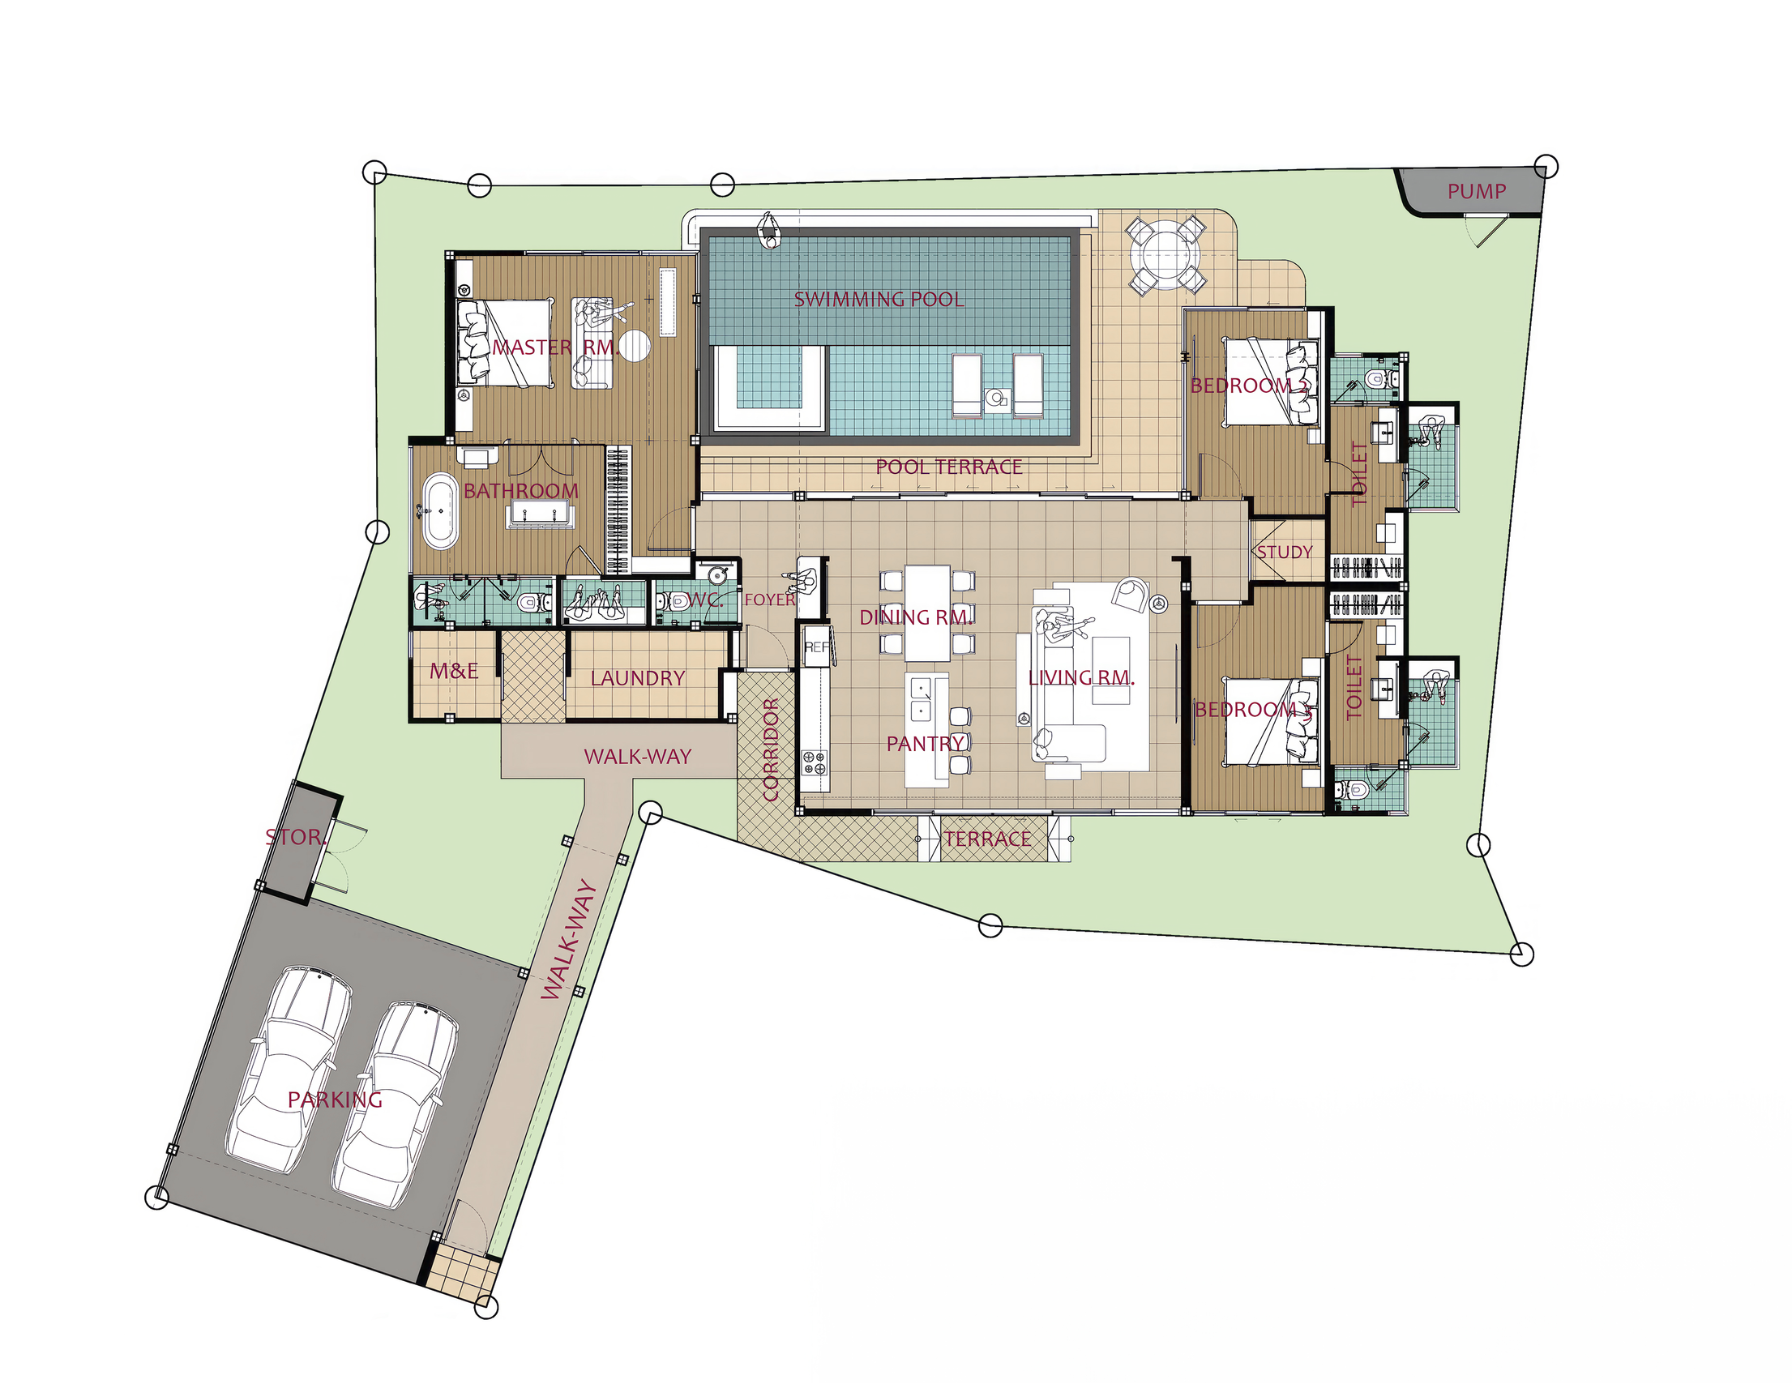 PUMP
SWIMMING POOL
MASTER RM.
BEDROOM 2
POOL TERRACE
TOILET
BATHROOM
STUDY
WC.
FOYER
DINING RM.
REF
M&E
LAUNDRY
LIVING RM.
TOILET
BEDROOM 3
CORRIDOR
PANTRY
WALK-WAY
STOR.
TERRACE
WALK-WAY
PARKING